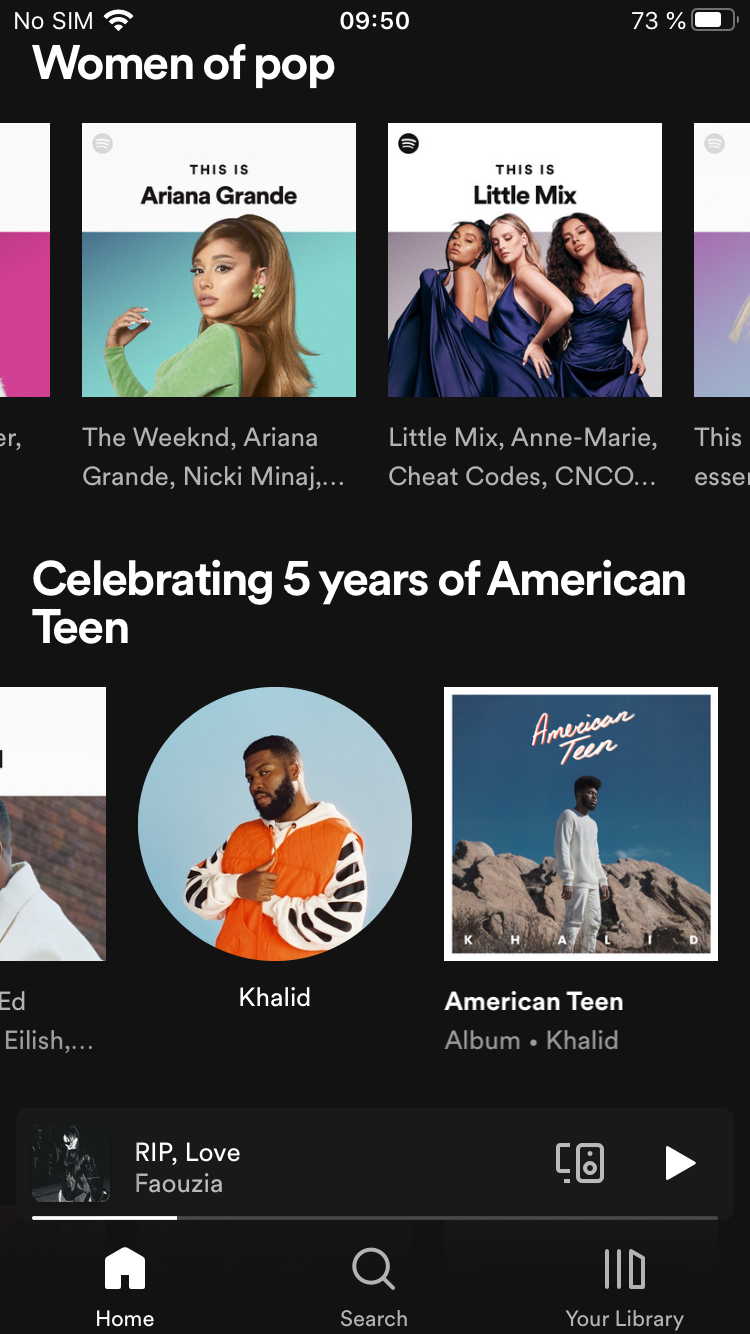 No SIM 09:50 73 %
Women of pop
THIS IS
Ariana Grande
THIS IS
Little Mix
er,
The Weeknd, Ariana
Grande, Nicki Minaj,...
Little Mix, Anne-Marie,
Cheat Codes, CNCO...
This
esser
Celebrating 5 years of American
Teen
American
Teen
K H A L I D
Ed
Eilish,...
Khalid
American Teen
Album • Khalid
RIP, Love
Faouzia
Home
Search
Your Library